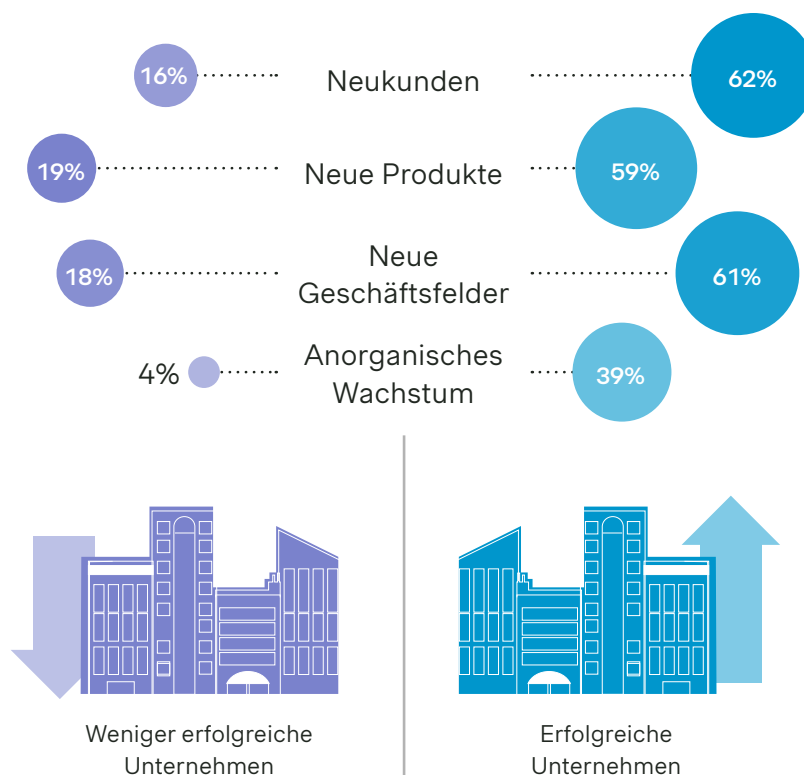 16% Neukunden 62%
19% Neue Produkte 59%
18% Neue 61%
Geschäftsfelder
4% Anorganisches 39%
Wachstum
Weniger erfolgreiche
Unternehmen
Erfolgreiche
Unternehmen